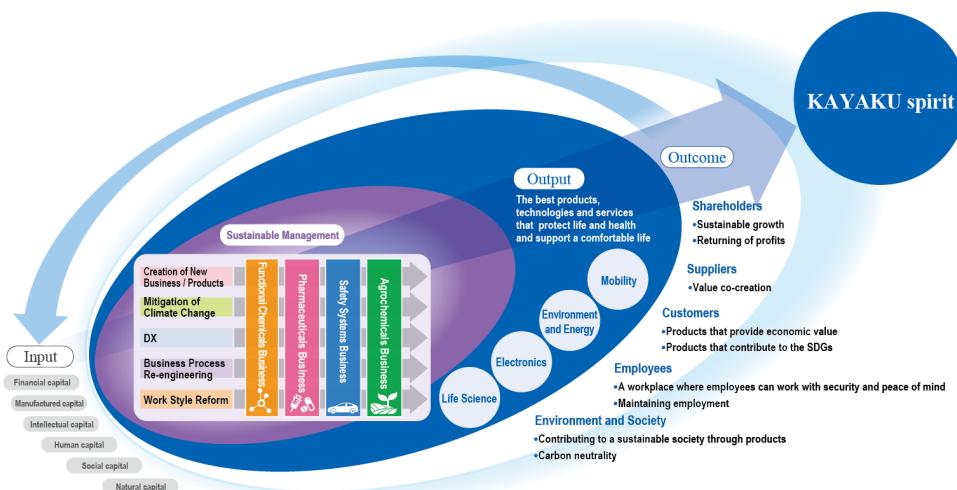 KAYAKU spirit
Outcome
Output
The best products,
technologies and services
that protect life and health
and support a comfortable life
Sustainable Management
Creation of New
Business / Products
Mitigation of
Climate Change
DX
Business Process
Re-engineering
Work Style Reform
Functional Chemicals Business
Pharmaceuticals Business
Safety Systems Business
Agrochemicals Business
Mobility
Environment
and Energy
Electronics
Life Science
Input
Financial capital
Manufactured capital
Intellectual capital
Human capital
Social capital
Natural capital
Shareholders
•Sustainable growth
•Returning of profits
Suppliers
•Value co-creation
Customers
•Products that provide economic value
•Products that contribute to the SDGs
Employees
•A workplace where employees can work with security and peace of mind
•Maintaining employment
Environment and Society
•Contributing to a sustainable society through products
•Carbon neutrality